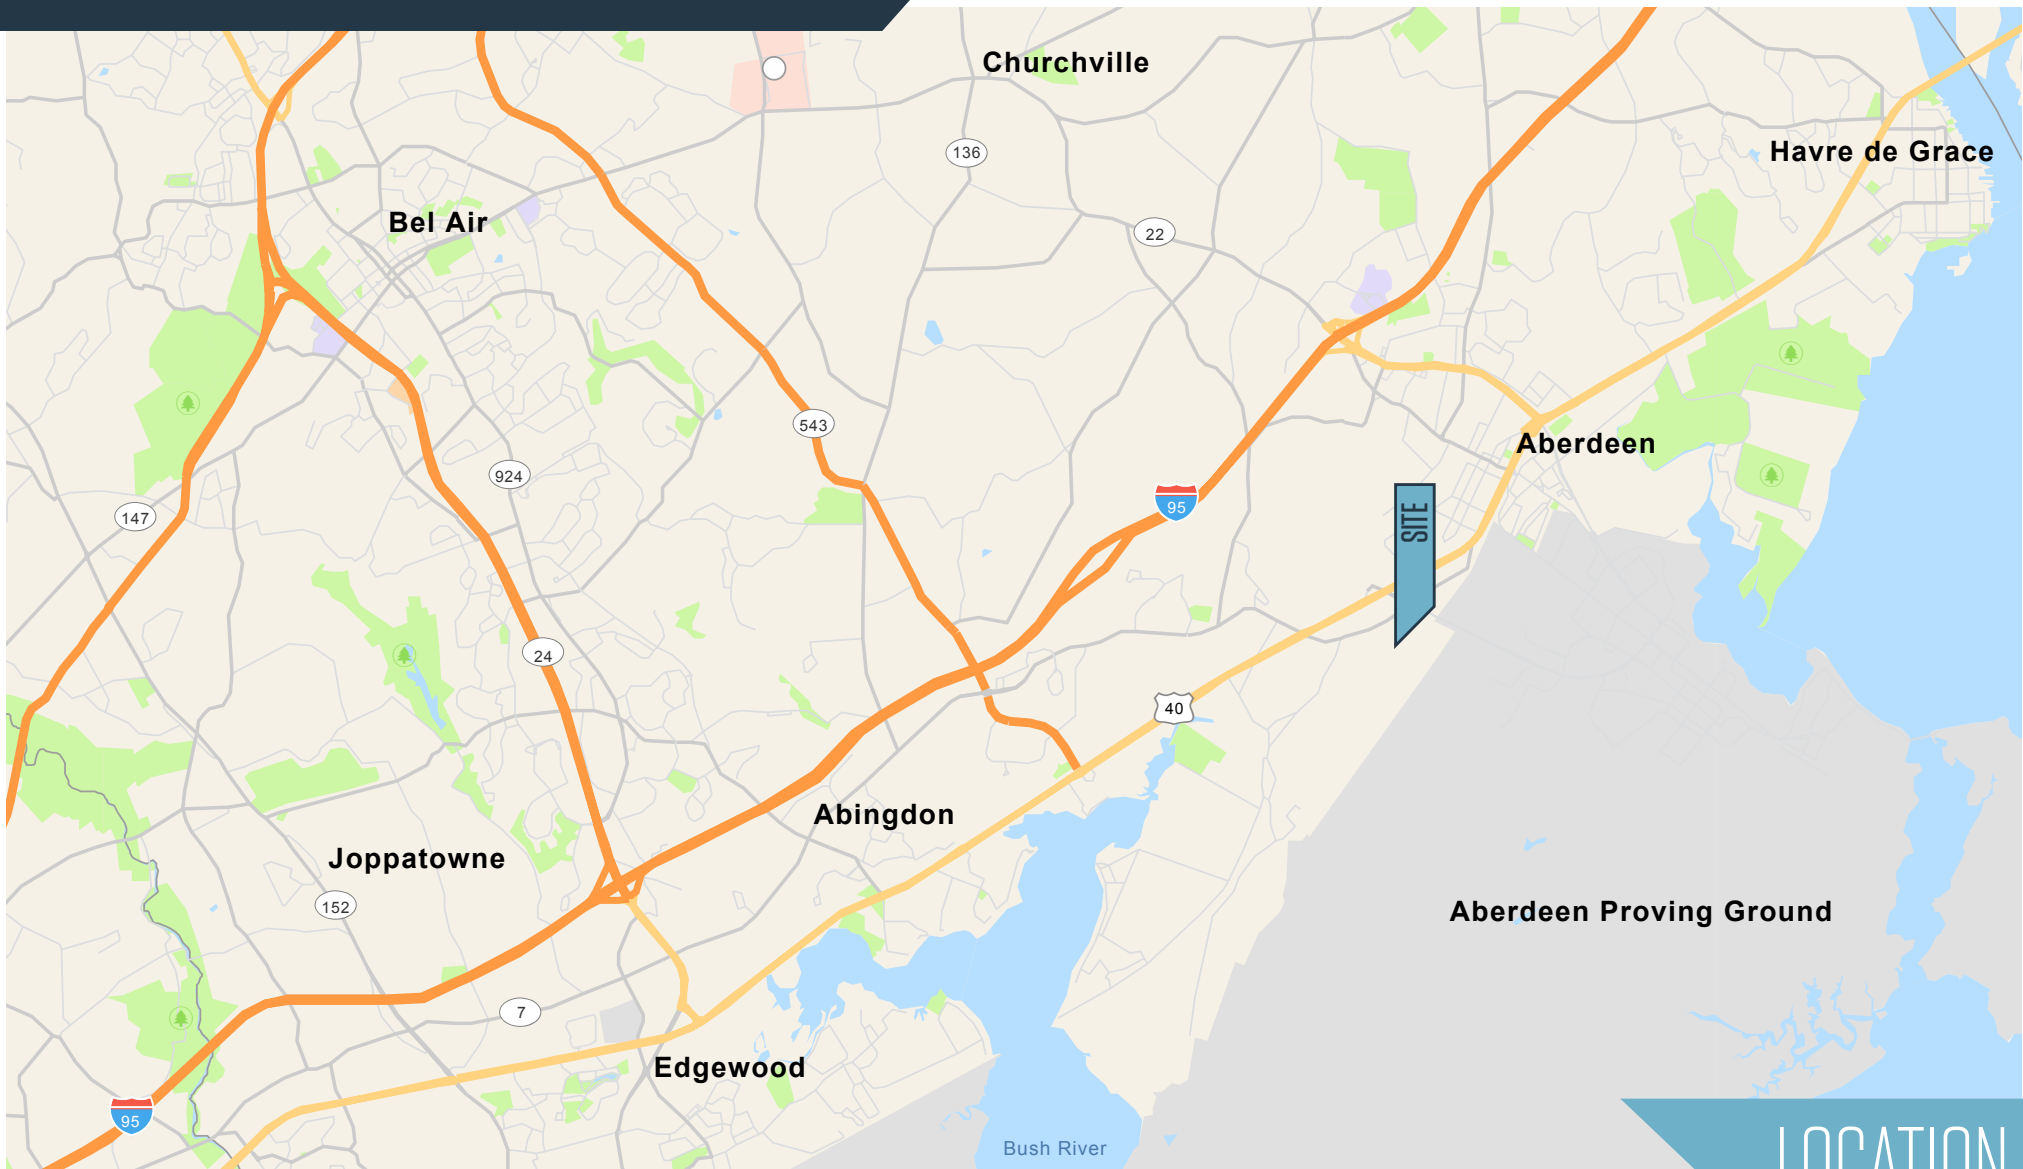 Churchville
136
Havre de Grace
Bel Air
22
543
Aberdeen
924
95
147
SITE
24
40
Abingdon
Joppatowne
152
Aberdeen Proving Ground
7
Edgewood
95
Bush River
LOCATION